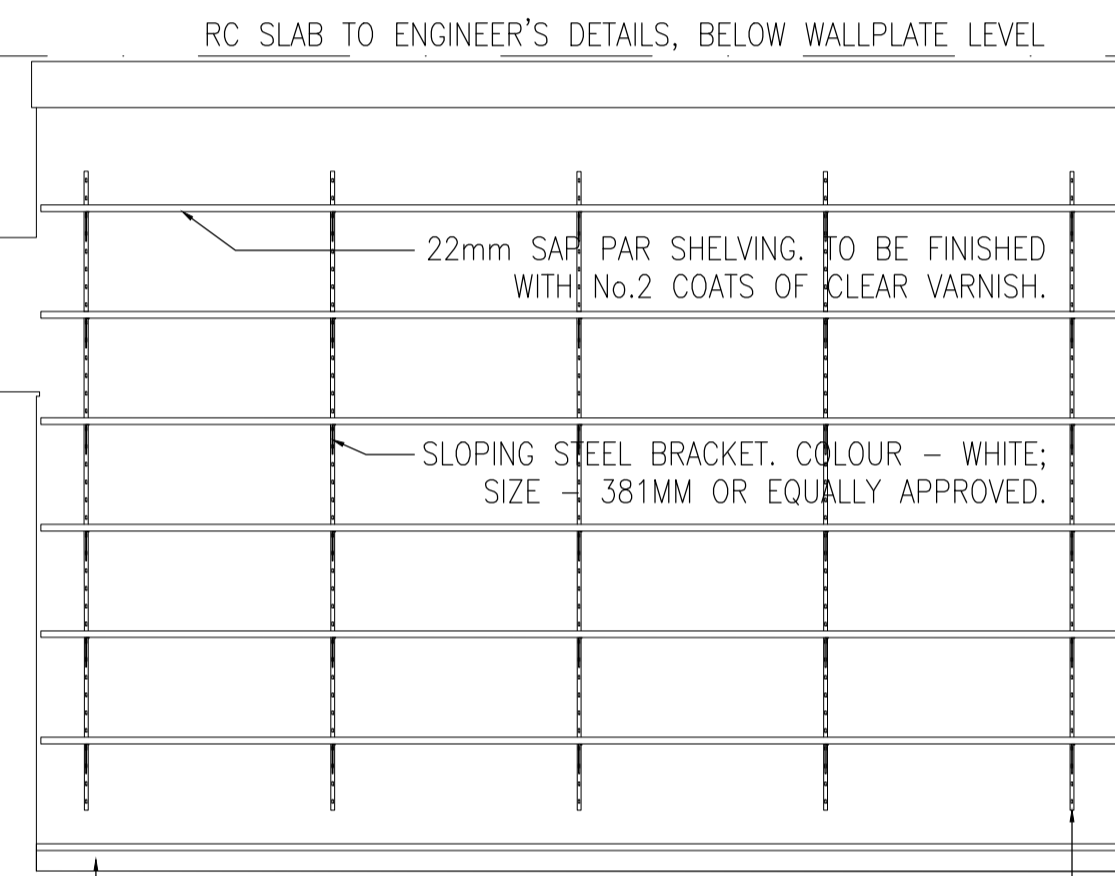 RC SLAB TO ENGINEER'S DETAILS, BELOW WALLPLATE LEVEL
22mm SAP PAR SHELVING. TO BE FINISHED
WITH No.2 COATS OF CLEAR VARNISH.
SLOPING STEEL BRACKET. COLOUR – WHITE;
SIZE – 381MM OR EQUALLY APPROVED.